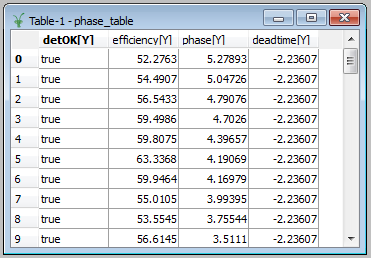 Table-1 - phase_table
detOK[Y] efficiency[Y] phase[Y] deadtime[Y]
0 true 52.2763 5.27893 -2.23607
1 true 54.4907 5.04726 -2.23607
2 true 56.5433 4.79076 -2.23607
3 true 59.4986 4.7026 -2.23607
4 true 59.8075 4.39657 -2.23607
5 true 63.3368 4.19069 -2.23607
6 true 59.9464 4.16979 -2.23607
7 true 55.0105 3.99395 -2.23607
8 true 53.5545 3.75544 -2.23607
9 true 56.6145 3.5111 -2.23607